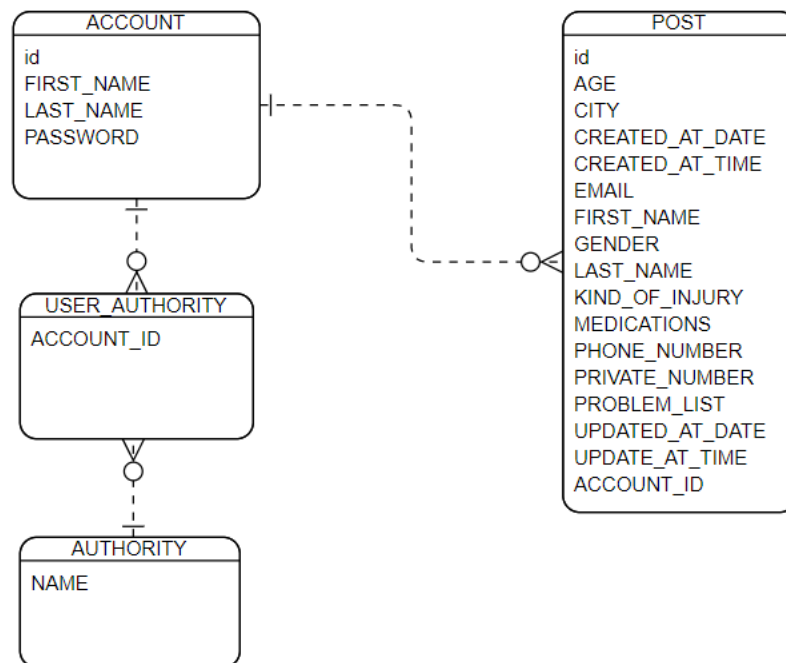 ACCOUNT
id
FIRST_NAME
LAST_NAME
PASSWORD
USER_AUTHORITY
ACCOUNT_ID
AUTHORITY
NAME
POST
id
AGE
CITY
CREATED_AT_DATE
CREATED_AT_TIME
EMAIL
FIRST_NAME
GENDER
LAST_NAME
KIND_OF_INJURY
MEDICATIONS
PHONE_NUMBER
PRIVATE_NUMBER
PROBLEM_LIST
UPDATED_AT_DATE
UPDATE_AT_TIME
ACCOUNT_ID